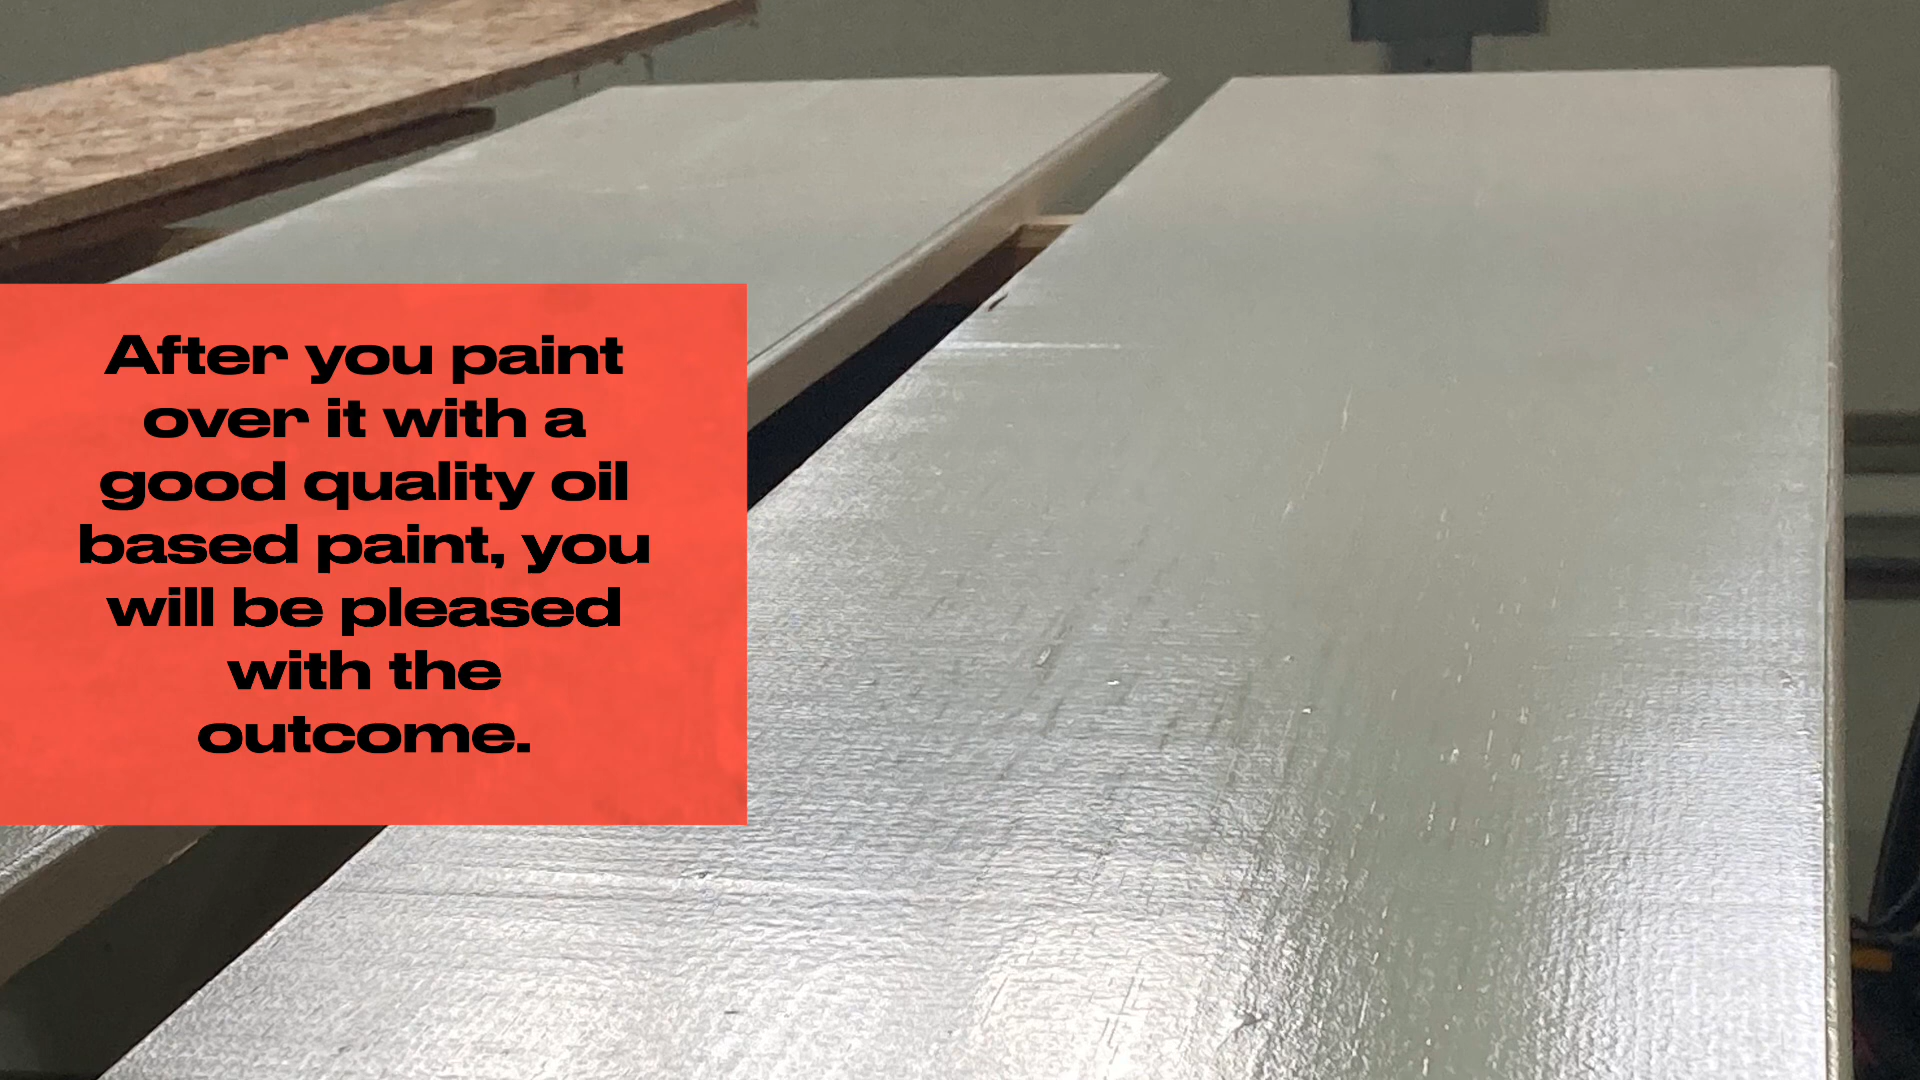 After you paint
over it with a
good quality oil
based paint, you
will be pleased
with the
outcome.